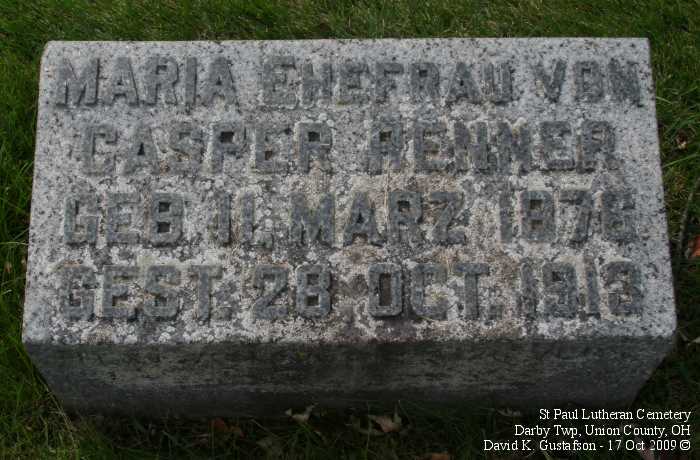 MARIA EHEFRAU VON
CASPER RENNER
GEB. 11. MARZ 1876
GEST. 28. OCT. 1913
St Paul Lutheran Cemetery
Darby Twp, Union County, OH
David K. Gustafson - 17 Oct 2009 ©